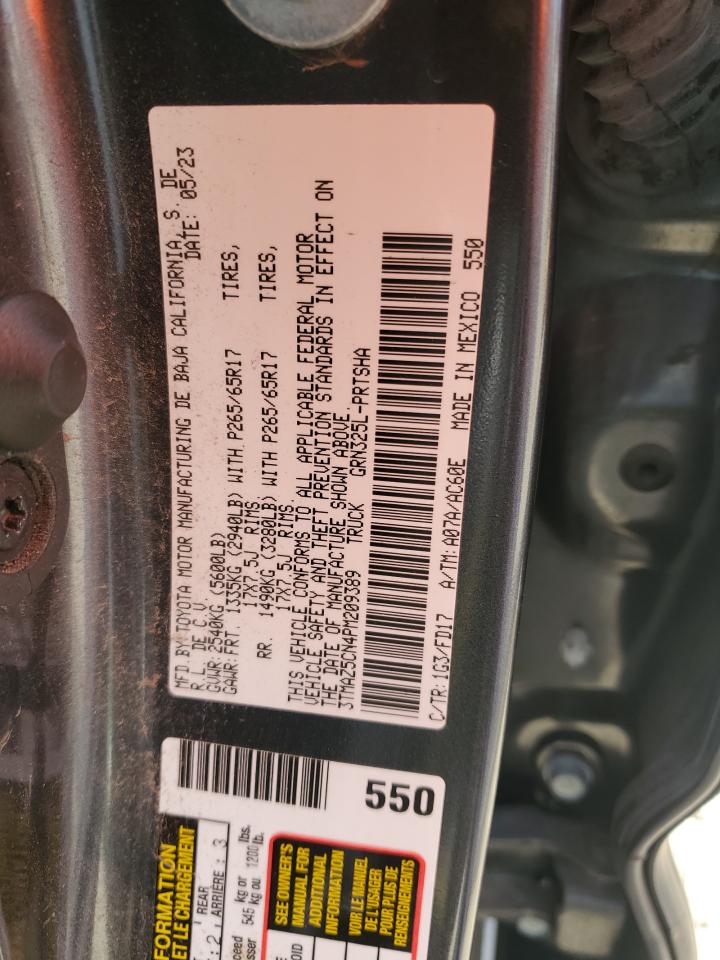 MFD.BY:TOYOTA MOTOR MANUFACTURING DE BAJA CALIFORNIA, S. DE
R.L. DE C.V. DATE: 05/23
GVWR: 2540KG (5600LB)
GAWR:FRT. 1335KG (2940LB) WITH P265/65R17 TIRES,
17X7.5J RIMS
RR. 1490KG (3280LB) WITH P265/65R17 TIRES,
17X7.5J RIMS
THIS VEHICLE CONFORMS TO ALL APPLICABLE FEDERAL MOTOR
VEHICLE SAFETY AND THEFT PREVENTION STANDARDS IN EFFECT ON
THE DATE OF MANUFACTURE SHOWN ABOVE.
3TMAZ5CN4PM209389 TRUCK GRN325L-PRTSHA
C/TR:1G3/FD17 A/TM:A07A/AC60E MADE IN MEXICO 550
550
FORMATION
ET LE CHARGEMENT
REAR
: 2 , ARRIÈRE : 3
kg or lbs.
545 kg ou 1200 lb.
SEE OWNER'S
MANUAL FOR
ADDITIONAL
INFORMATION
VOIR LE MANUEL
DE L'USAGER
POUR PLUS DE
RENSEIGNEMENTS